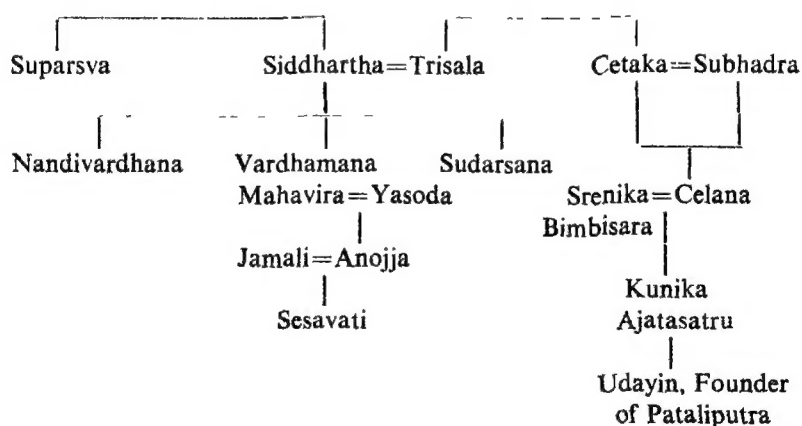 Suparsva Siddhartha=Trisala Cetaka=Subhadra
Nandivardhana Vardhamana Sudarsana
Mahavira=Yasoda Srenika=Celana
Bimbisara
Jamali=Anojja
Kunika
Sesavati Ajatasatru
Udayin, Founder
of Pataliputra